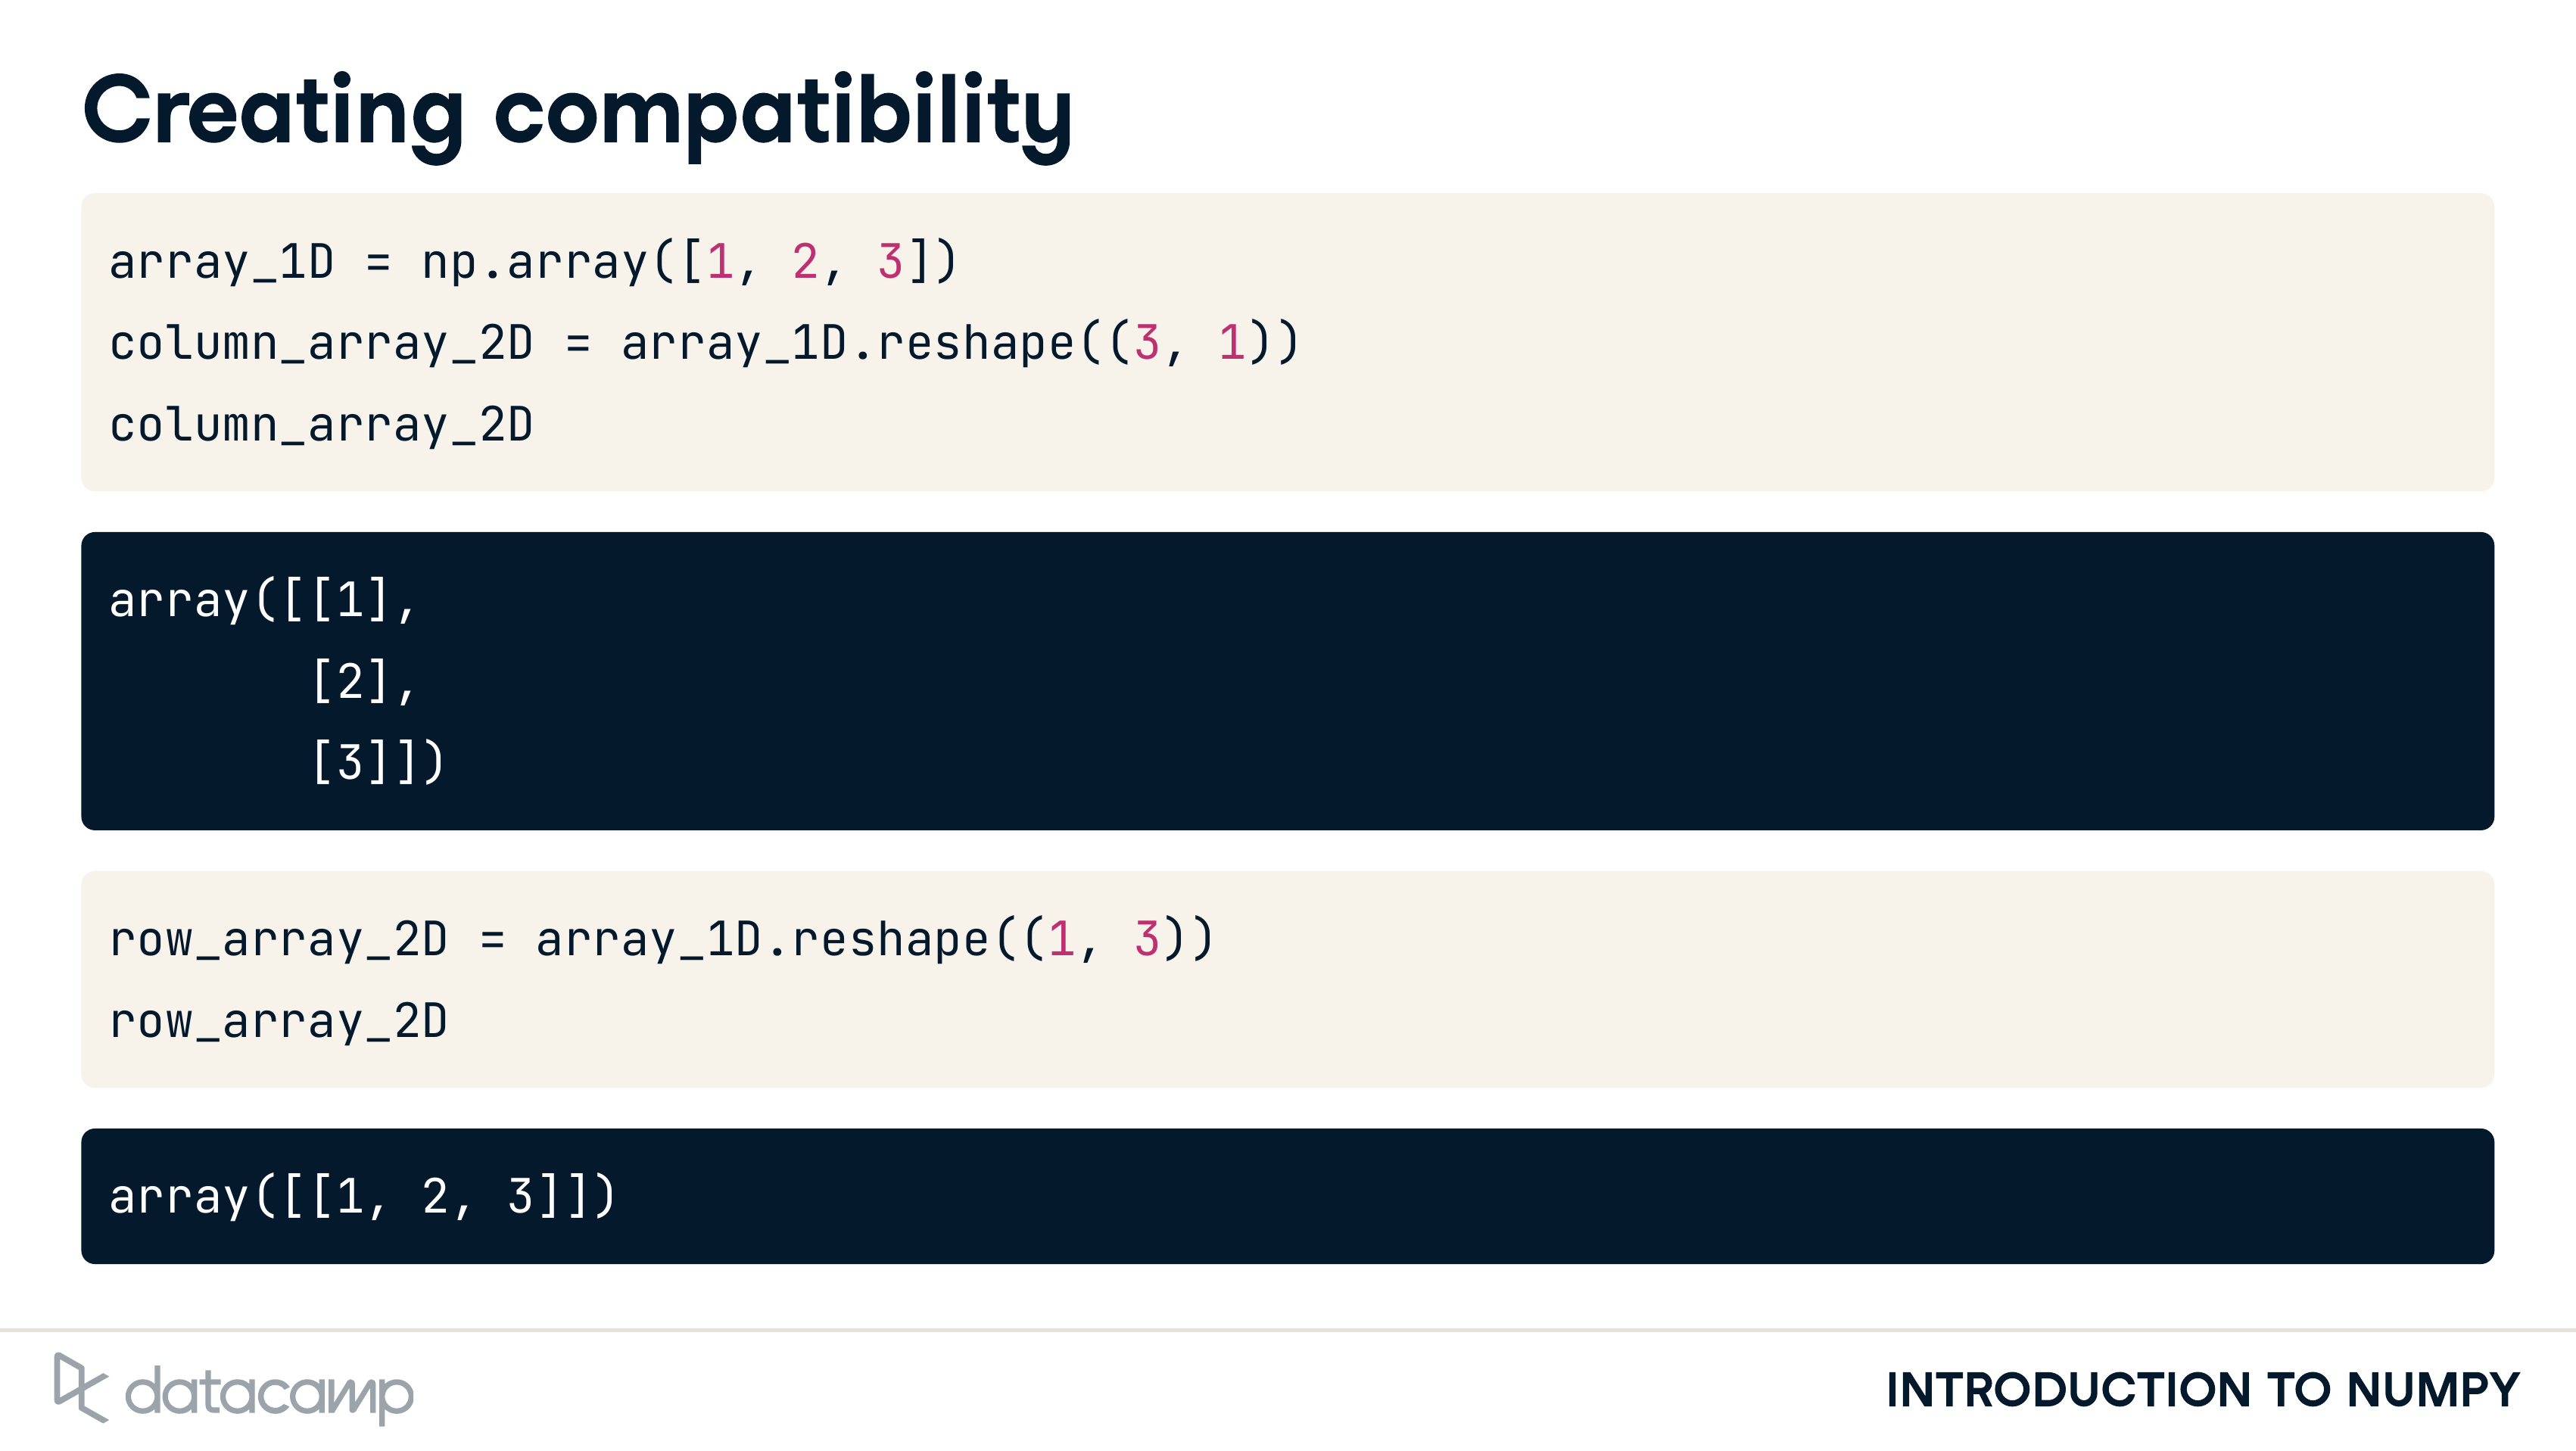 Creating compatibility
array_1D = np.array([1, 2, 3])
column_array_2D = array_1D.reshape((3, 1))
column_array_2D
array([[1],
[2],
[3]])
row_array_2D = array_1D.reshape((1, 3))
row_array_2D
array([[1, 2, 3]])
datacamp
INTRODUCTION TO NUMPY